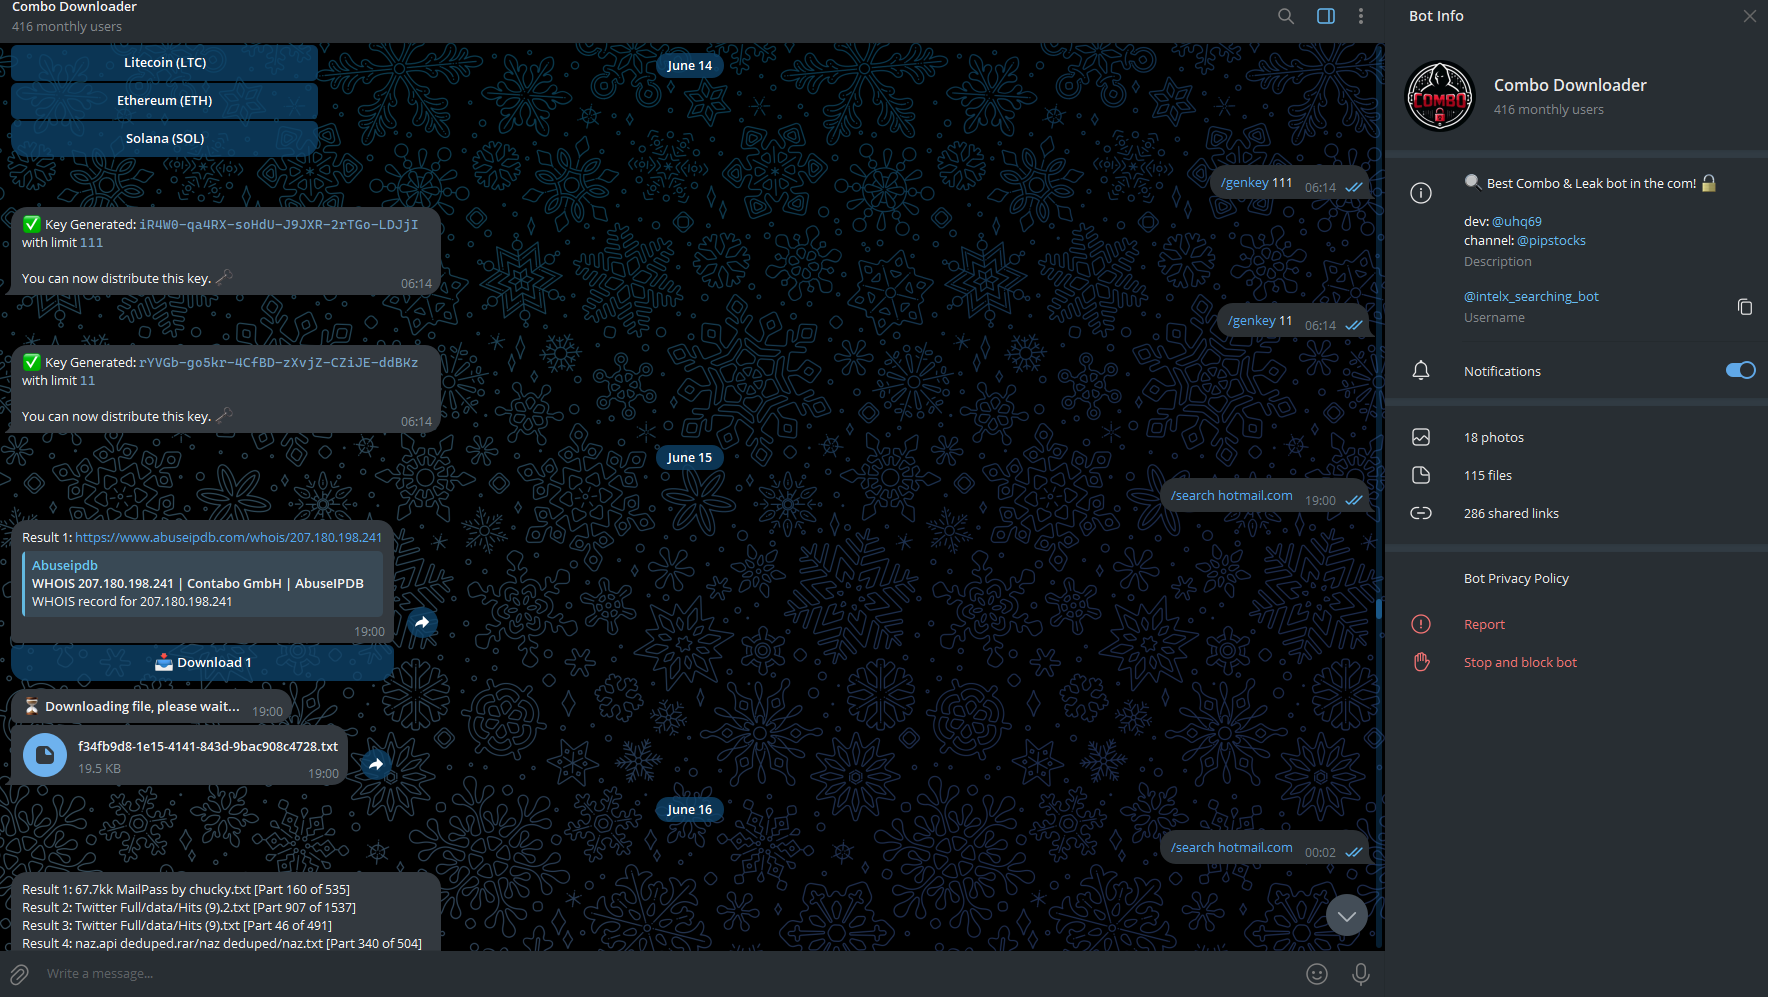 Combo Downloader
416 monthly users
Litecoin (LTC)
Ethereum (ETH)
Solana (SOL)
June 14
/genkey 111 06:14
Key Generated: iR4W0-qa4RX-soHdU-J9JXR-2rTGo-LDJjI
with limit 111
You can now distribute this key.
06:14
/genkey 11 06:14
Key Generated: rYVGb-go5kr-4CfBD-zXvjZ-CZiJE-ddBKz
with limit 11
You can now distribute this key.
06:14
June 15
/search hotmail.com 19:00
Result 1: https://www.abuseipdb.com/whois/207.180.198.241
Abuseipdb
WHOIS 207.180.198.241 | Contabo GmbH | AbuseIPDB
WHOIS record for 207.180.198.241
19:00
Download 1
Downloading file, please wait... 19:00
f34fb9d8-1e15-4141-843d-9bac908c4728.txt
19.5 KB
19:00
June 16
/search hotmail.com 00:02
Result 1: 67.7kk MailPass by chucky.txt [Part 160 of 535]
Result 2: Twitter Full/data/Hits (9).2.txt [Part 907 of 1537]
Result 3: Twitter Full/data/Hits (9).txt [Part 46 of 491]
Result 4: naz.api deduped.rar/naz deduped/naz.txt [Part 340 of 504]
Write a message...
Bot Info
COMBO
Combo Downloader
416 monthly users
Best Combo & Leak bot in the com!
dev: @uhq69
channel: @pipstocks
Description
@intelx_searching_bot
Username
Notifications
18 photos
115 files
286 shared links
Bot Privacy Policy
Report
Stop and block bot